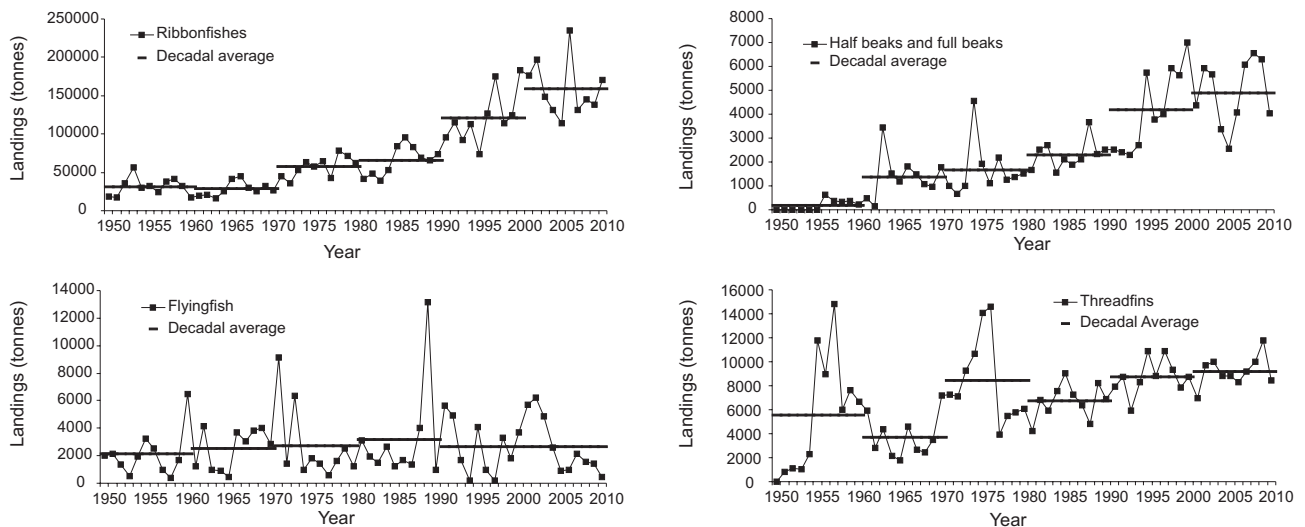 Landings (tonnes)
250000
200000
150000
100000
50000
0
Ribbonfishes
Decadal average
1950 1955 1960 1965 1970 1975 1980 1985 1990 1995 2000 2005 2010
Year
Landings (tonnes)
8000
7000
6000
5000
4000
3000
2000
1000
0
Half beaks and full beaks
Decadal average
1950 1955 1960 1965 1970 1975 1980 1985 1990 1995 2000 2005 2010
Year
Landings (tonnes)
14000
12000
10000
8000
6000
4000
2000
0
Flyingfish
Decadal average
1950 1955 1960 1965 1970 1975 1980 1985 1990 1995 2000 2005 2010
Year
Landings (tonnes)
16000
14000
12000
10000
8000
6000
4000
2000
0
Threadfins
Decadal Average
1950 1955 1960 1965 1970 1975 1980 1985 1990 1995 2000 2005 2010
Year